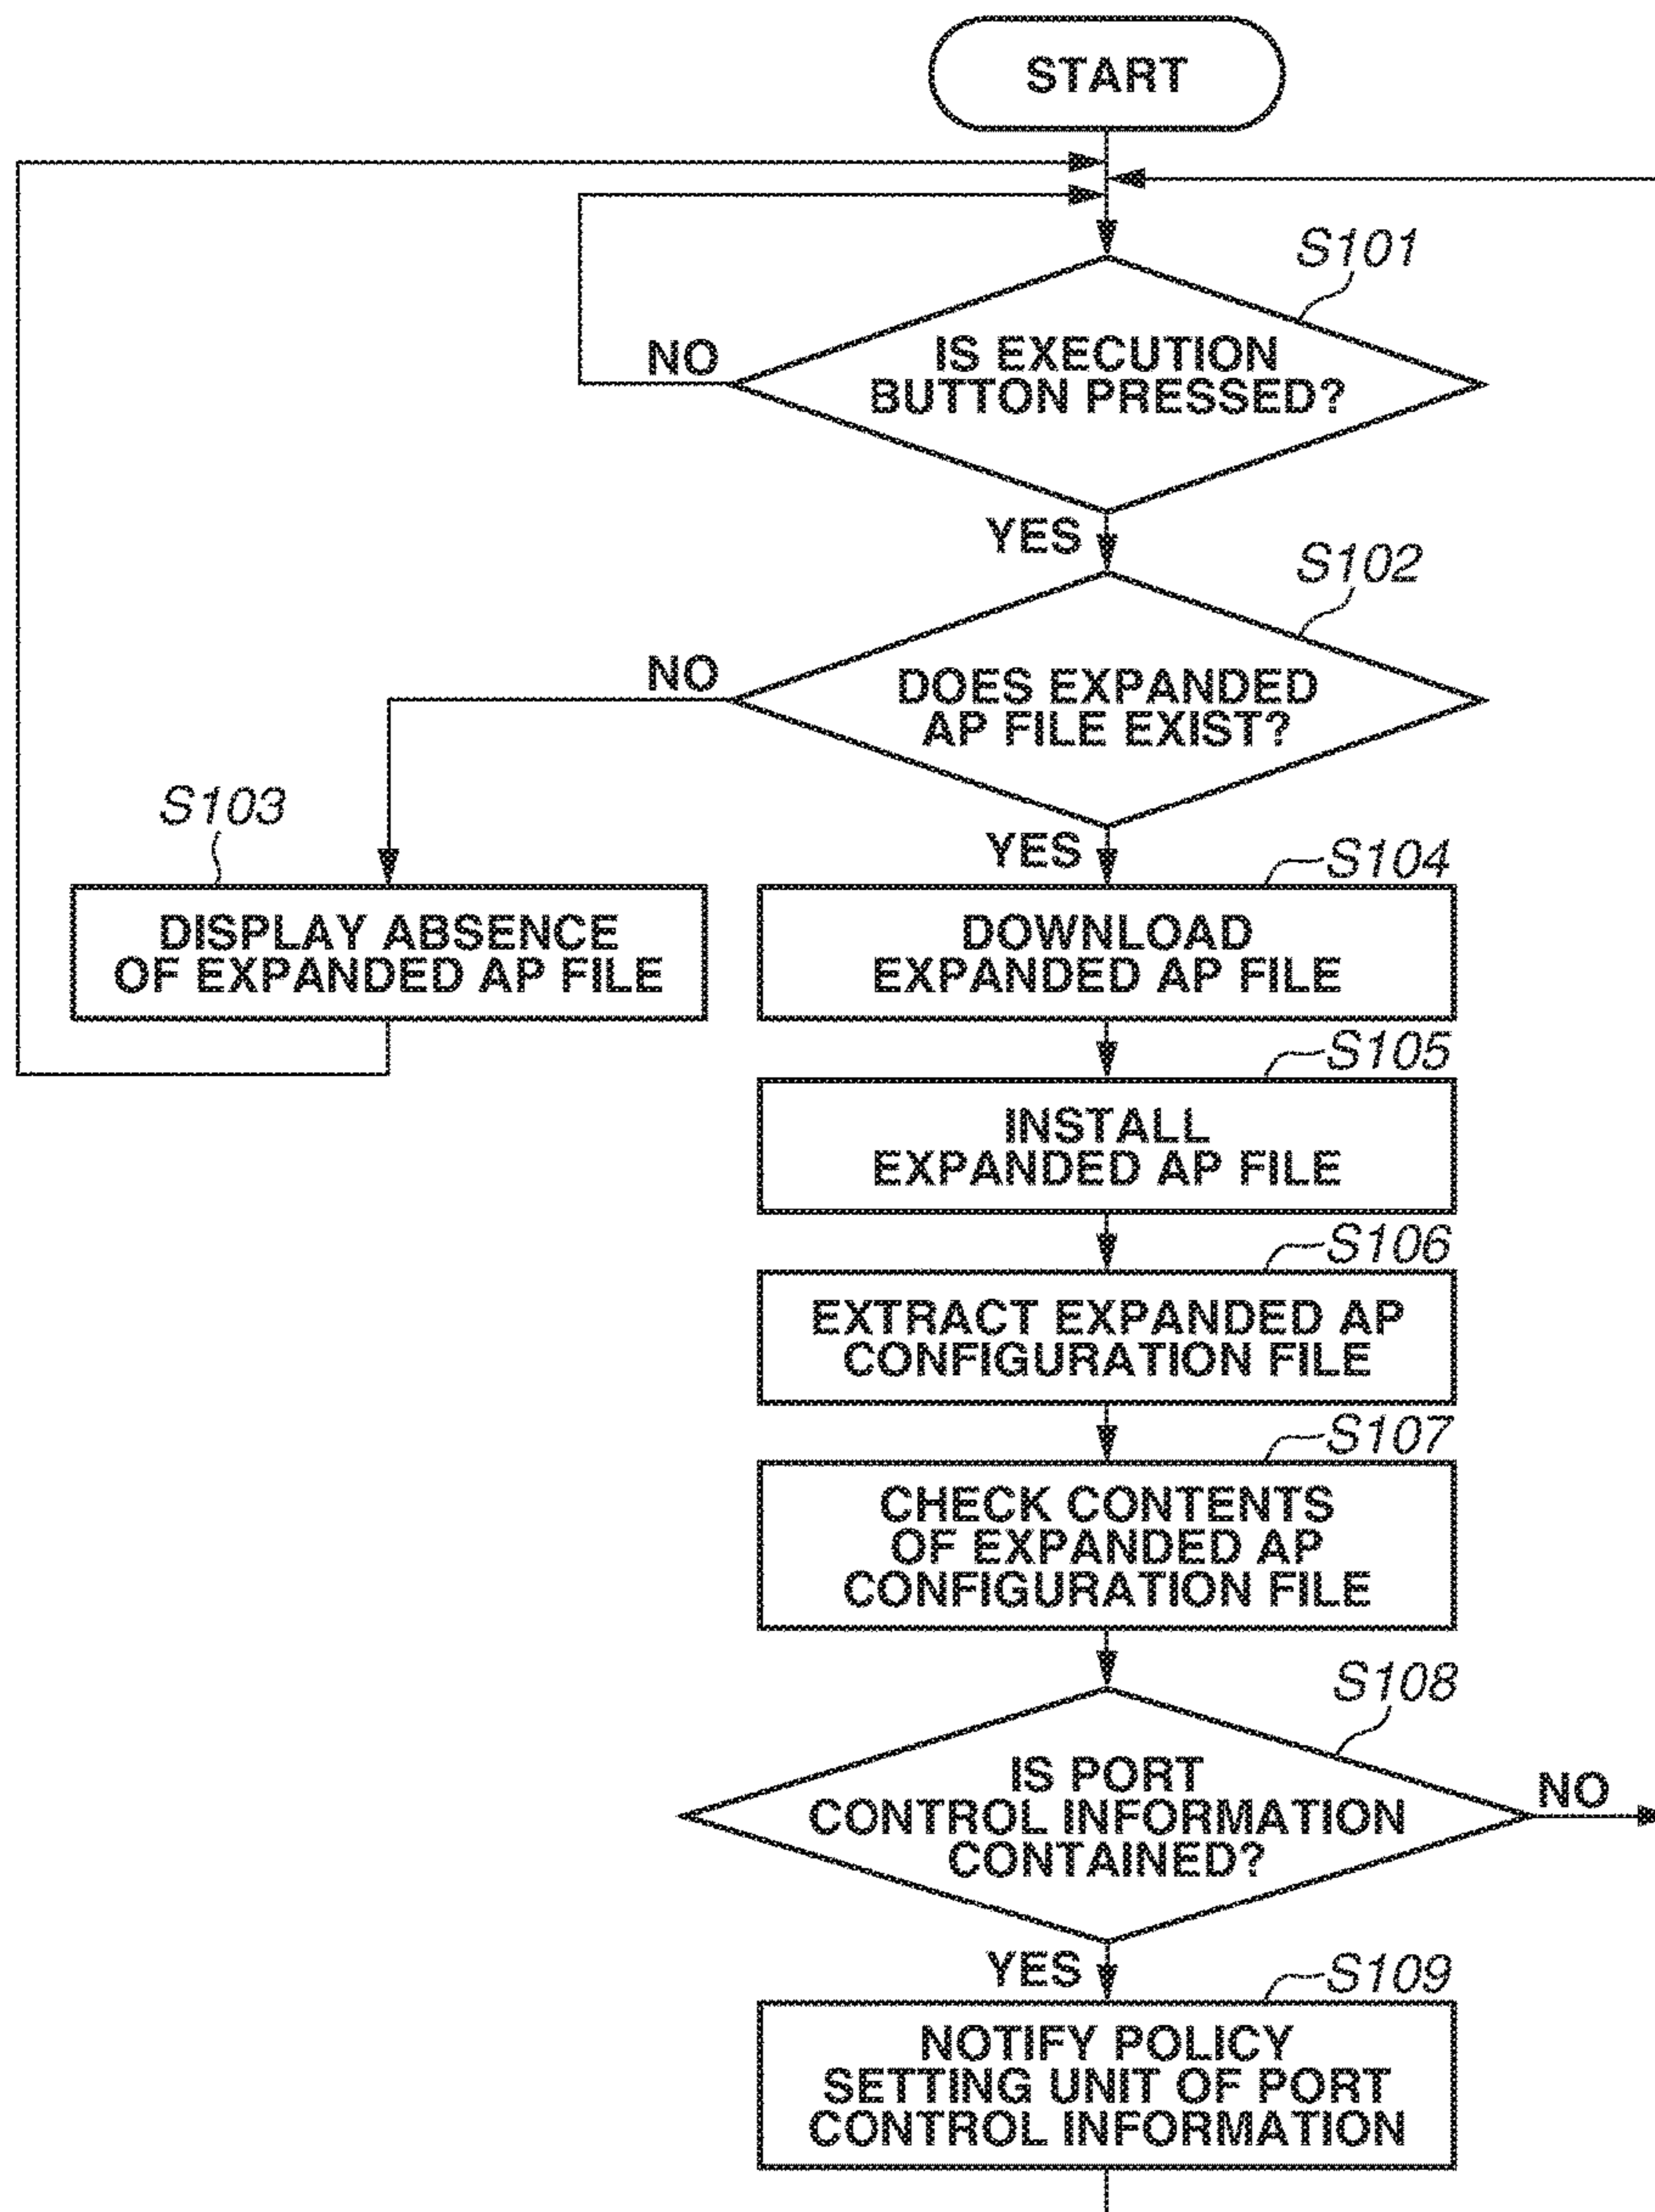 START
S101
IS EXECUTION
BUTTON PRESSED?
NO
YES
S102
DOES EXPANDED
AP FILE EXIST?
NO
YES
S103
DISPLAY ABSENCE
OF EXPANDED AP FILE
S104
DOWNLOAD
EXPANDED AP FILE
S105
INSTALL
EXPANDED AP FILE
S106
EXTRACT EXPANDED AP
CONFIGURATION FILE
S107
CHECK CONTENTS
OF EXPANDED AP
CONFIGURATION FILE
S108
IS PORT
CONTROL INFORMATION
CONTAINED?
NO
YES
S109
NOTIFY POLICY
SETTING UNIT OF PORT
CONTROL INFORMATION